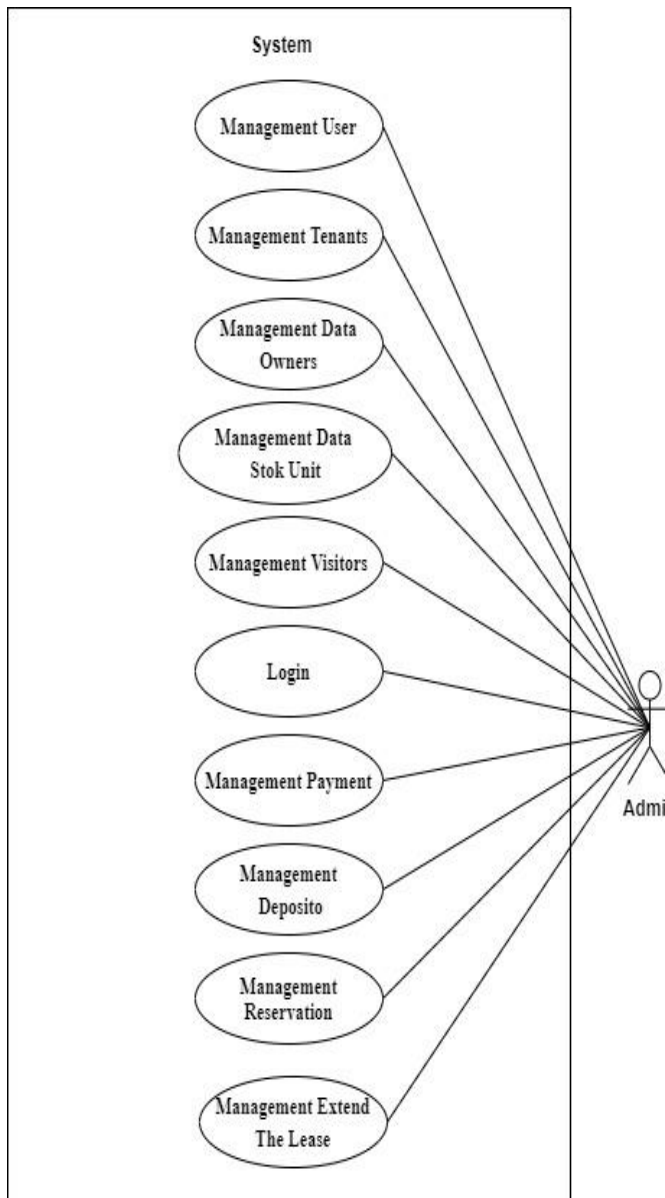 System
Management User
Management Tenants
Management Data
Owners
Management Data
Stok Unit
Management Visitors
Login
Management Payment
Management
Deposito
Management
Reservation
Management Extend
The Lease
Admi